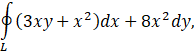 ∮_L (3xy + x²)dx + 8x²dy,